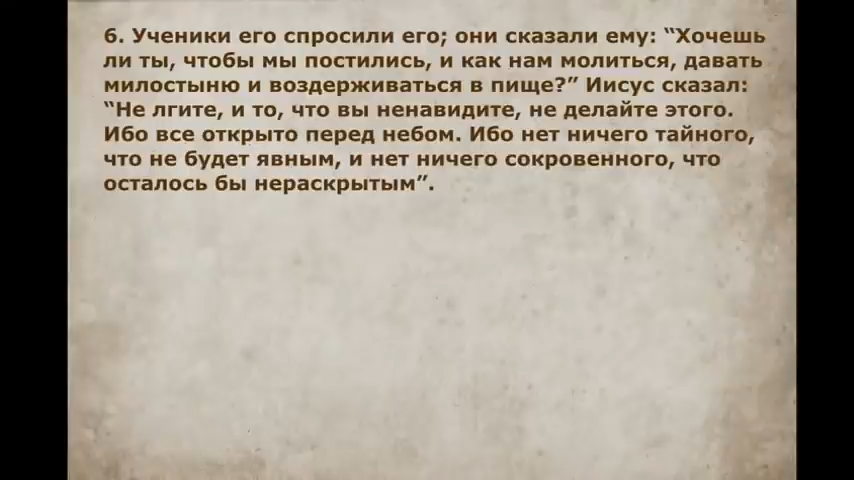 6. Ученики его спросили его; они сказали ему: “Хочешь
ли ты, чтобы мы постились, и как нам молиться, давать
милостыню и воздерживаться в пище?” Иисус сказал:
“Не лгите, и то, что вы ненавидите, не делайте этого.
Ибо все открыто перед небом. Ибо нет ничего тайного,
что не будет явным, и нет ничего сокровенного, что
осталось бы нераскрытым”.